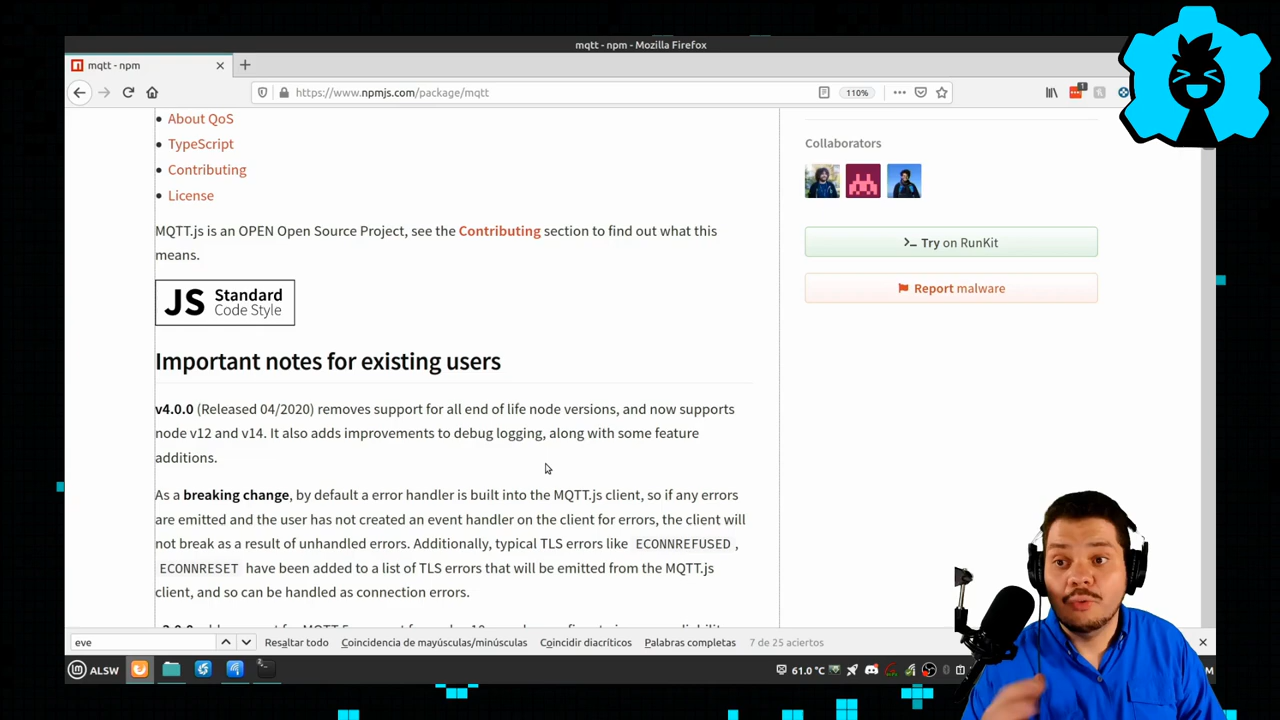 mqtt - npm - Mozilla Firefox
mqtt - npm
https://www.npmjs.com/package/mqtt
110%
1
About QoS
TypeScript
Contributing
License
MQTT.js is an OPEN Open Source Project, see the Contributing section to find out what this
means.
JS Standard
Code Style
Important notes for existing users
v4.0.0 (Released 04/2020) removes support for all end of life node versions, and now supports
node v12 and v14. It also adds improvements to debug logging, along with some feature
additions.
As a breaking change, by default a error handler is built into the MQTT.js client, so if any errors
are emitted and the user has not created an event handler on the client for errors, the client will
not break as a result of unhandled errors. Additionally, typical TLS errors like ECONNREFUSED ,
ECONNRESET have been added to a list of TLS errors that will be emitted from the MQTT.js
client, and so can be handled as connection errors.
Collaborators
Try on RunKit
Report malware
eve
Resaltar todo
Coincidencia de mayúsculas/minúsculas
Coincidir diacríticos
Palabras completas
7 de 25 aciertos
ALSW
61.0 °C
M